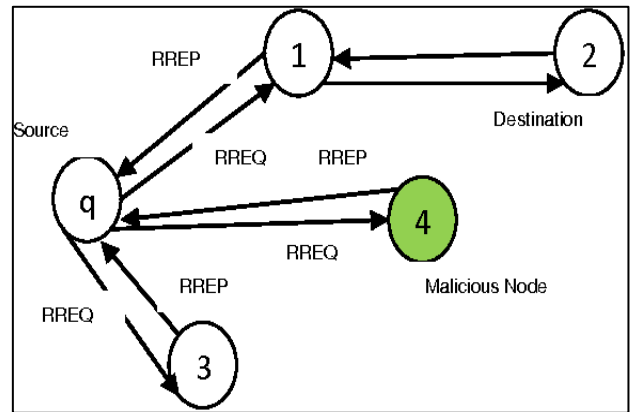 1
2
RREP
Source
Destination
RREQ
RREP
q
4
RREQ
RREP
Malicious Node
RREQ
3